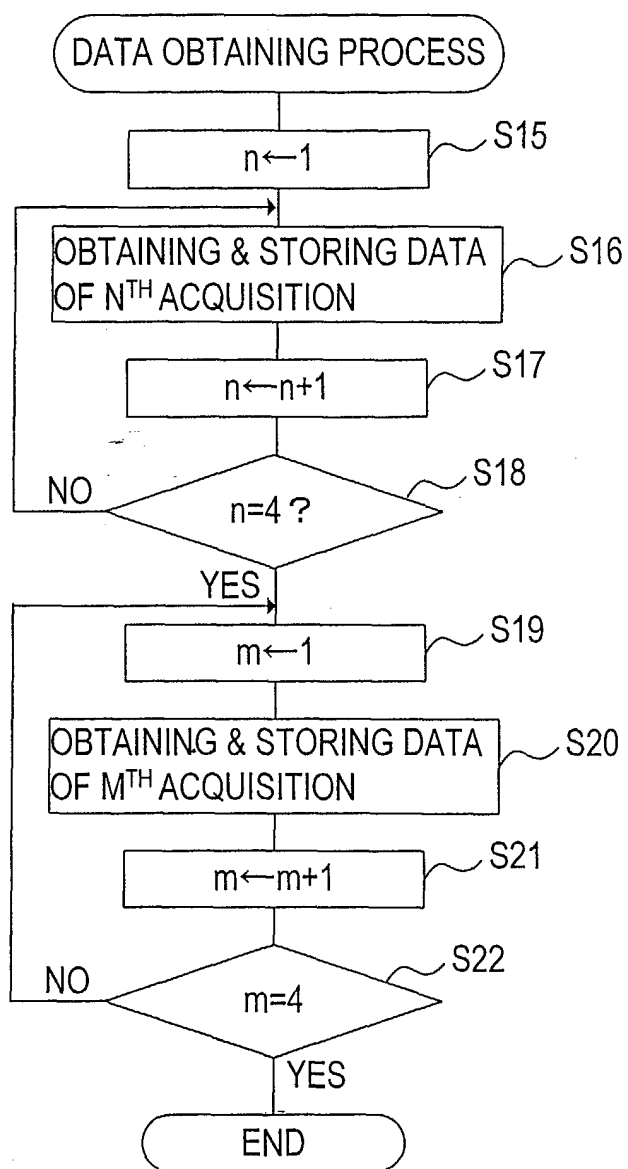 DATA OBTAINING PROCESS
S15
n←1
OBTAINING & STORING DATA
OF NTH ACQUISITION
S16
S17
n←n+1
S18
NO
n=4?
YES
S19
m←1
OBTAINING & STORING DATA
OF MTH ACQUISITION
S20
S21
m←m+1
S22
NO
m=4
YES
END